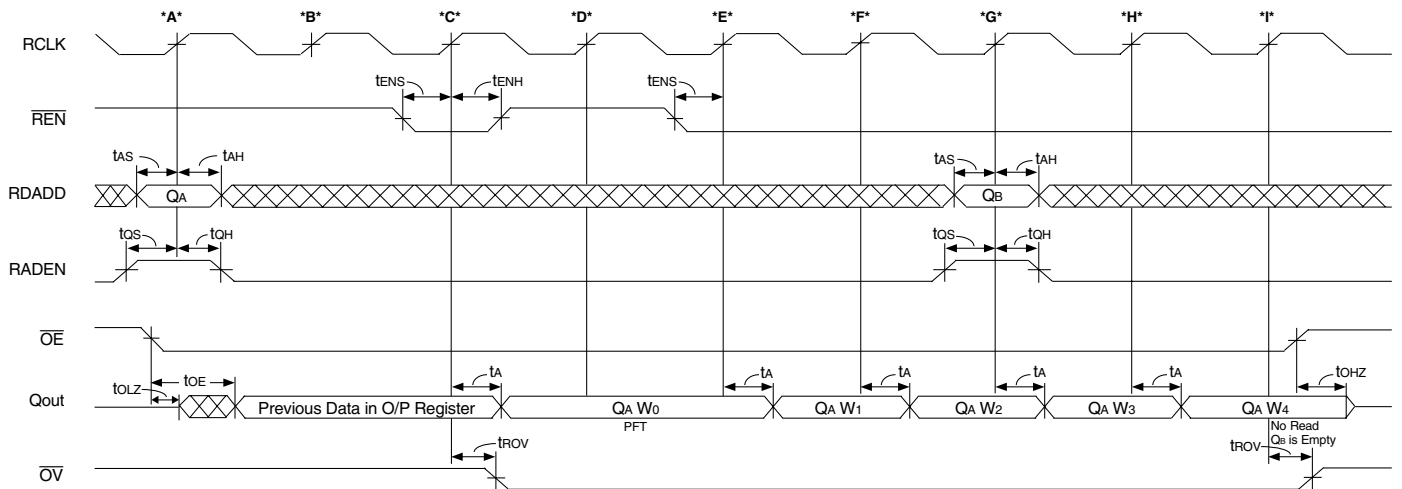 *A* *B* *C* *D* *E* *F* *G* *H* *I*
RCLK
tENS tENH tENS
REN
tAS tAH tAS tAH
RDADD QA QB
tQS tQH tQS tQH
RADEN
OE
tOLZ tOE tA tA tA tA tA tOHZ
Qout Previous Data in O/P Register QA W0 QA W1 QA W2 QA W3 QA W4
PFT No Read
QB is Empty
tROV tROV
OV